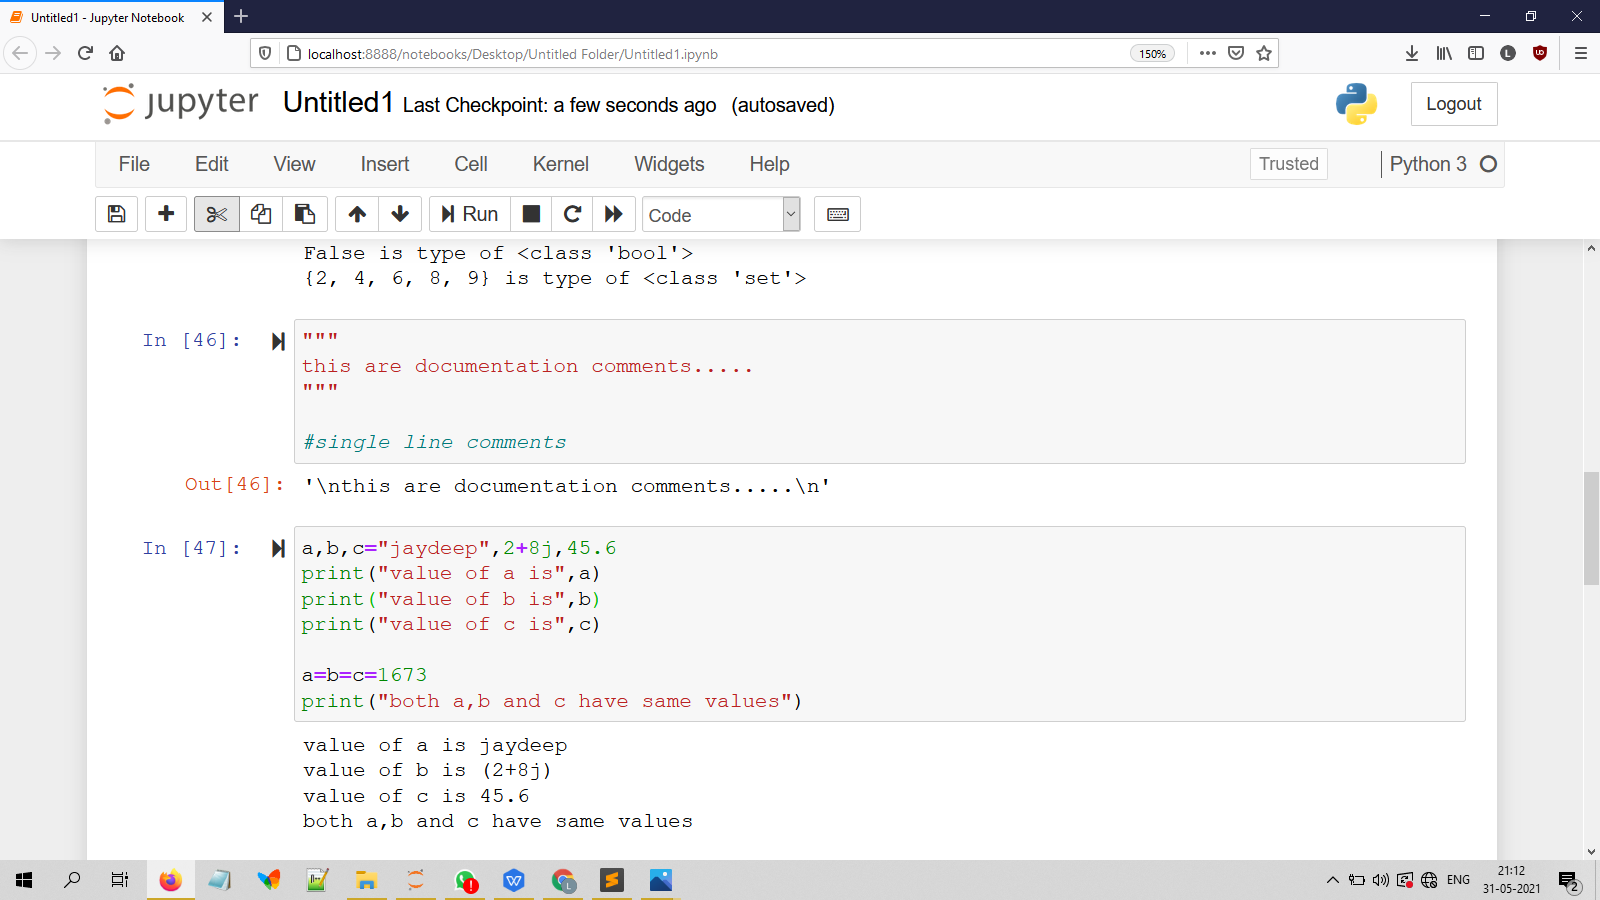 Untitled1 - Jupyter Notebook
localhost:8888/notebooks/Desktop/Untitled Folder/Untitled1.ipynb
150%
jupyter Untitled1 Last Checkpoint: a few seconds ago (autosaved)
Logout
File Edit View Insert Cell Kernel Widgets Help
Trusted
Python 3
Run
Code
False is type of <class 'bool'>
{2, 4, 6, 8, 9} is type of <class 'set'>
In [46]:
"""
this are documentation comments.....
"""
#single line comments
Out[46]: '\nthis are documentation comments.....\n'
In [47]:
a,b,c="jaydeep",2+8j,45.6
print("value of a is",a)
print("value of b is",b)
print("value of c is",c)
a=b=c=1673
print("both a,b and c have same values")
value of a is jaydeep
value of b is (2+8j)
value of c is 45.6
both a,b and c have same values
ENG
21:12
31-05-2021
2